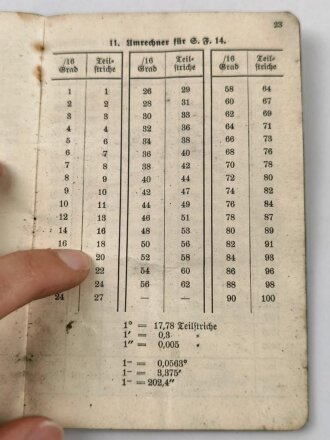 23
11. Umrechner für S. F. 14.
/16 Teil- /16 Teil- /16 Teil-
Grad striche Grad striche Grad striche
1 1 26 29 58 64
2 2 28 31 60 67
3 3 30 33 62 69
4 4 32 36 64 71
5 6 34 38 66 73
6 7 36 40 68 76
7 8 38 42 70 78
8 9 40 44 72 80
9 10 42 47 74 82
10 11 44 49 76 84
12 13 46 51 78 87
14 16 48 53 80 89
16 18 50 56 82 91
20 52 58 84 93
22 54 60 86 96
24 56 62 88 98
24 27 — — 90 100
1° = 17,78 Teilstriche
1′ = 0,3 "
1″ = 0,005 "
1– = 0,0563°
1– = 3,375′
1– = 202,4″